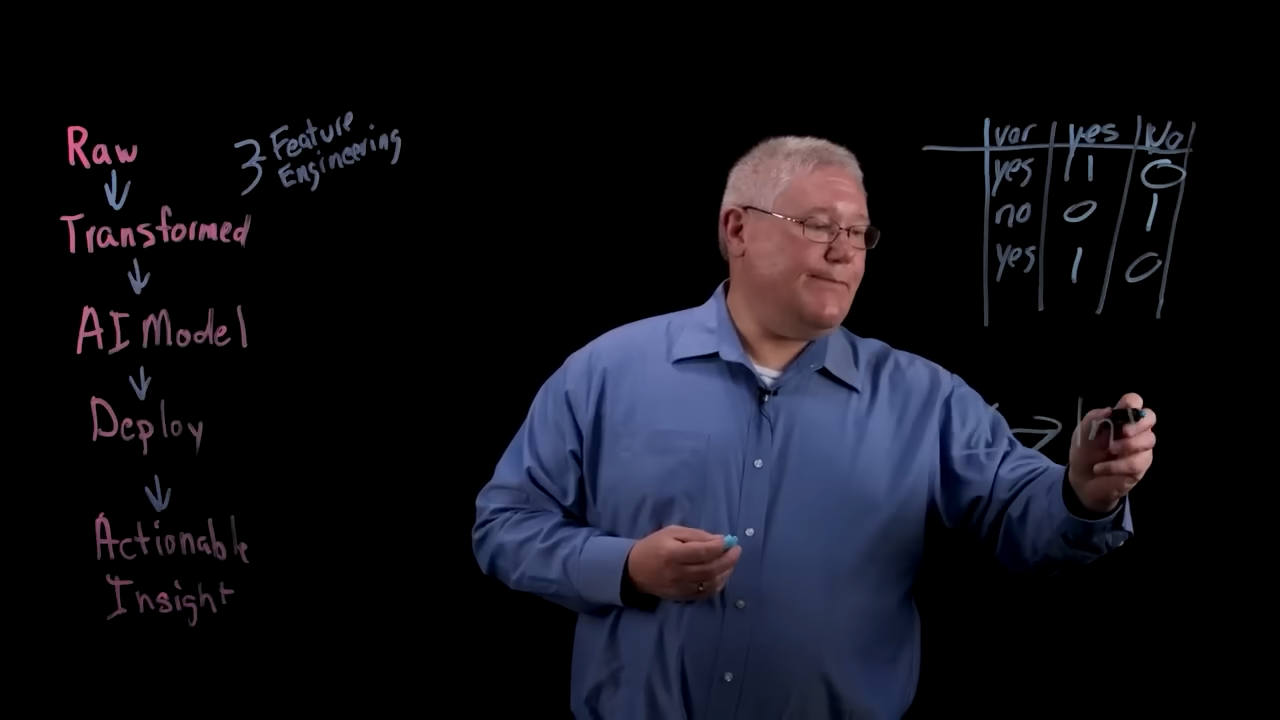 Raw
Transformed
AI Model
Deploy
Actionable
Insight
Feature
Engineering
var yes No
yes 1 0
no 0 1
yes 1 0
ln